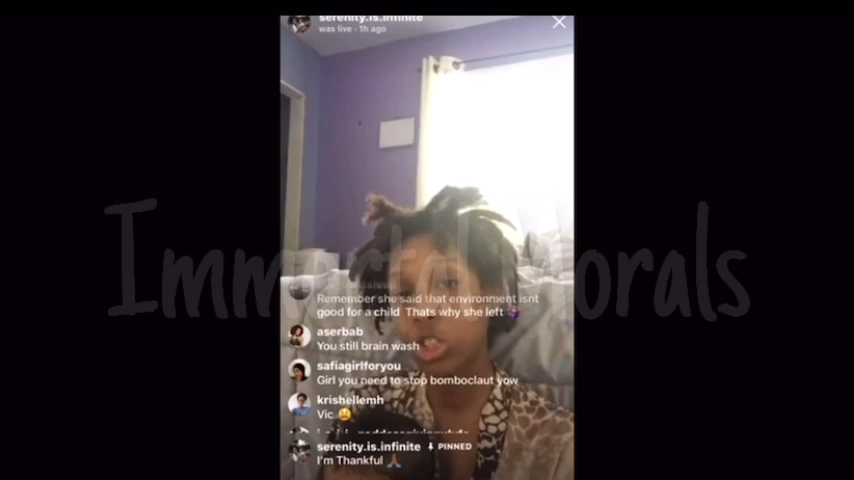 serenity.is.infinite
was live · 1h ago
Immortal Morals
Remember she said that environment isnt
good for a child Thats why she left
aserbab
You still brain wash
safiagirlforyou
Girl you need to stop bomboclaut yow
krishellemh
Vic 😫
serenity.is.infinite PINNED
I'm Thankful 🙏🏾